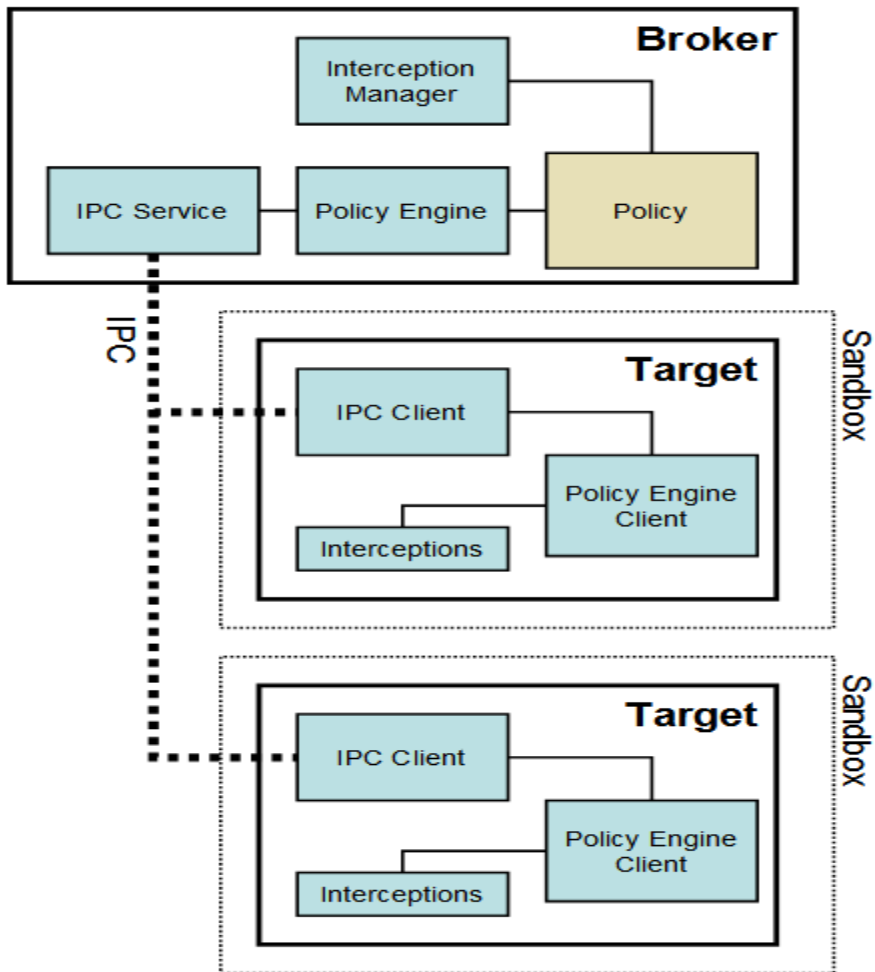 Broker
Interception
Manager
IPC Service
Policy Engine
Policy
IPC
Sandbox
Target
IPC Client
Policy Engine
Client
Interceptions
Sandbox
Target
IPC Client
Policy Engine
Client
Interceptions